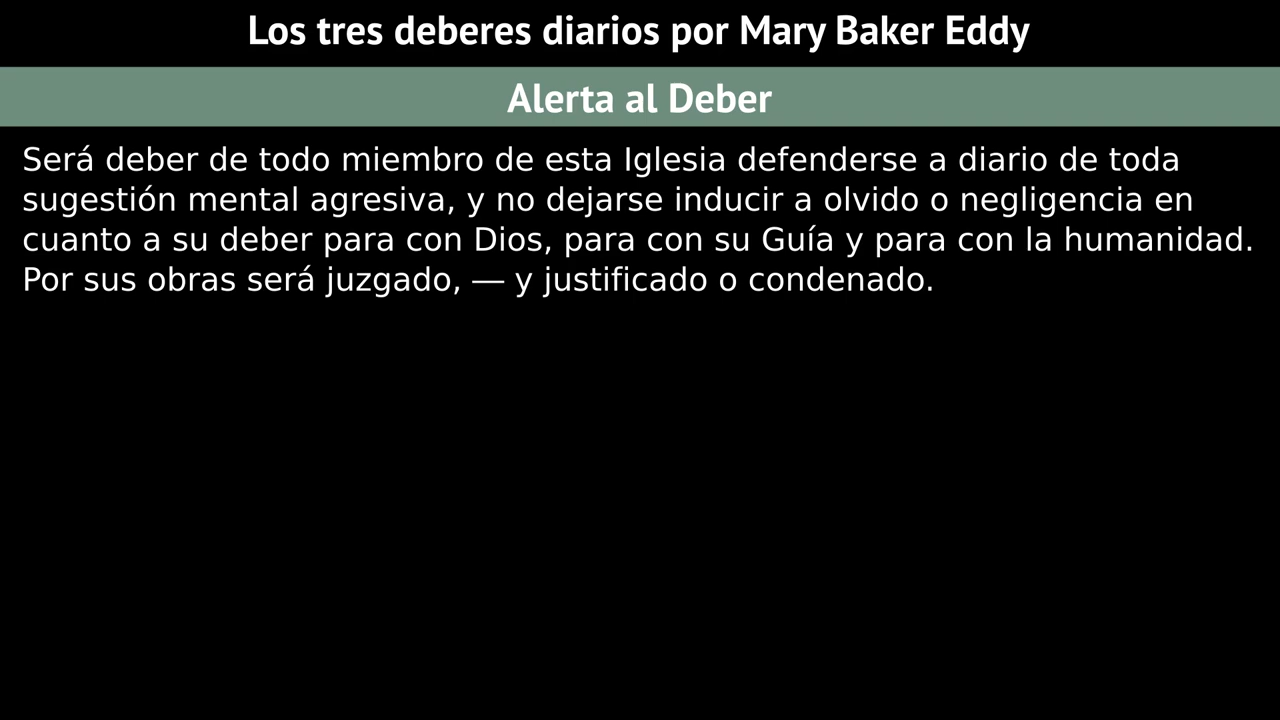 Los tres deberes diarios por Mary Baker Eddy
Alerta al Deber
Será deber de todo miembro de esta Iglesia defenderse a diario de toda
sugestión mental agresiva, y no dejarse inducir a olvido o negligencia en
cuanto a su deber para con Dios, para con su Guía y para con la humanidad.
Por sus obras será juzgado, — y justificado o condenado.